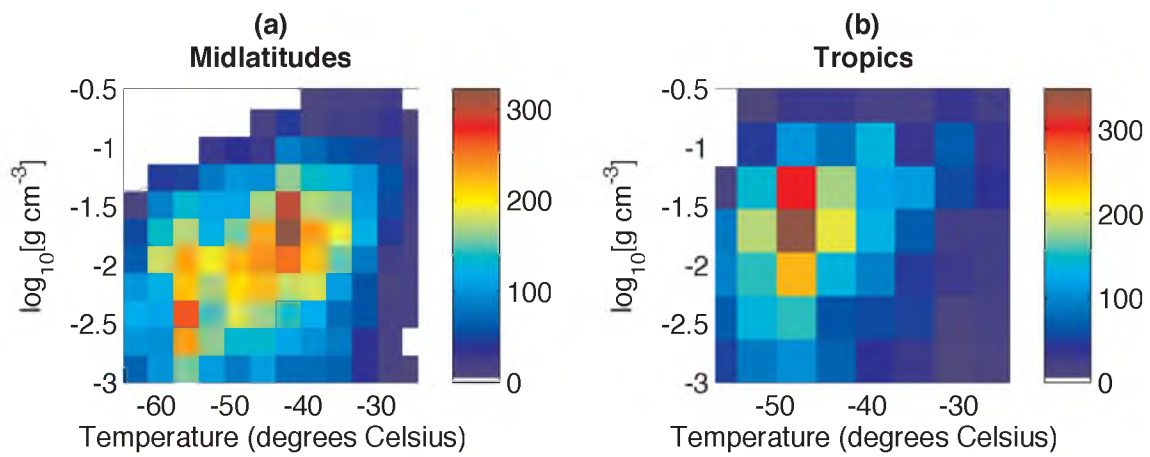 (a)
Midlatitudes
-0.5
-1
-1.5
-2
-2.5
-3
log10[g cm-3]
-60 -50 -40 -30
Temperature (degrees Celsius)
300
200
100
0
(b)
Tropics
-0.5
-1
-1.5
-2
-2.5
-3
log10[g cm-3]
-50 -40 -30
Temperature (degrees Celsius)
300
200
100
0